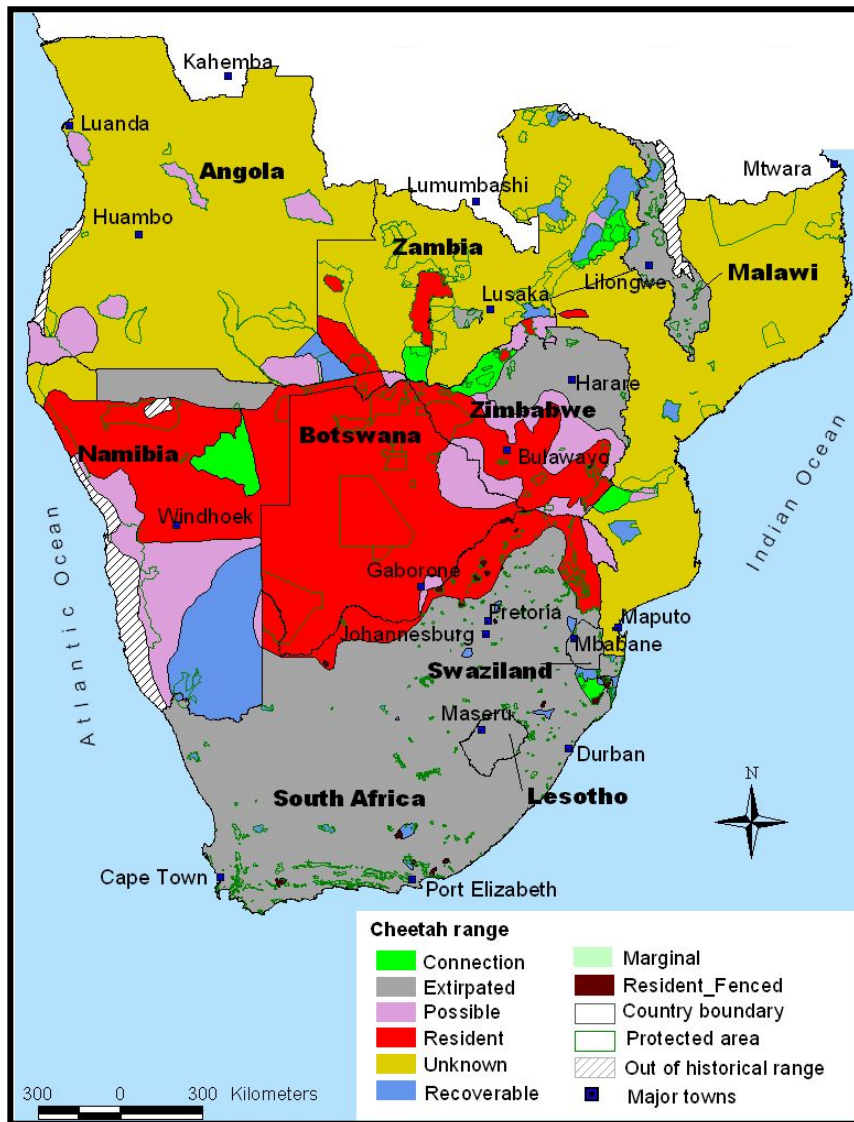 Kahemba
Luanda
Angola
Mtwara
Lumumbashi
Huambo
Zambia
Malawi
Lusaka
Lilongwe
Harare
Zimbabwe
Botswana
Namibia
Bulawayo
Windhoek
Indian Ocean
Gaborone
Atlantic Ocean
Pretoria
Maputo
Johannesburg
Mbabane
Swaziland
Maseru
Durban
South Africa
Lesotho
N
Cape Town
Port Elizabeth
Cheetah range
Connection
Extirpated
Possible
Resident
Unknown
Recoverable
Marginal
Resident_Fenced
Country boundary
Protected area
Out of historical range
Major towns
300 0 300 Kilometers